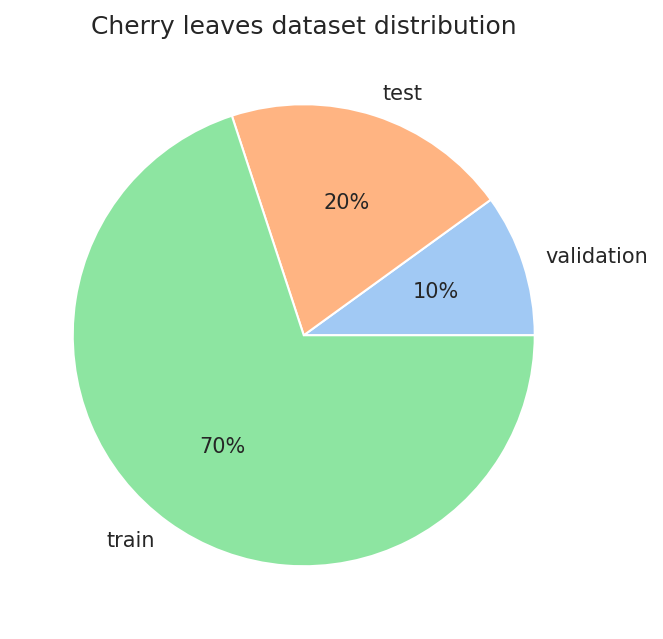 Cherry leaves dataset distribution
test
20%
validation
10%
70%
train